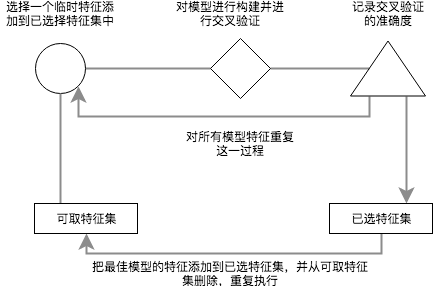 选择一个临时特征添
加到已选择特征集中
对模型进行构建并进
行交叉验证
记录交叉验证
的准确度
对所有模型特征重复
这一过程
可取特征集
已选特征集
把最佳模型的特征添加到已选特征集，并从可取特征
集删除，重复执行